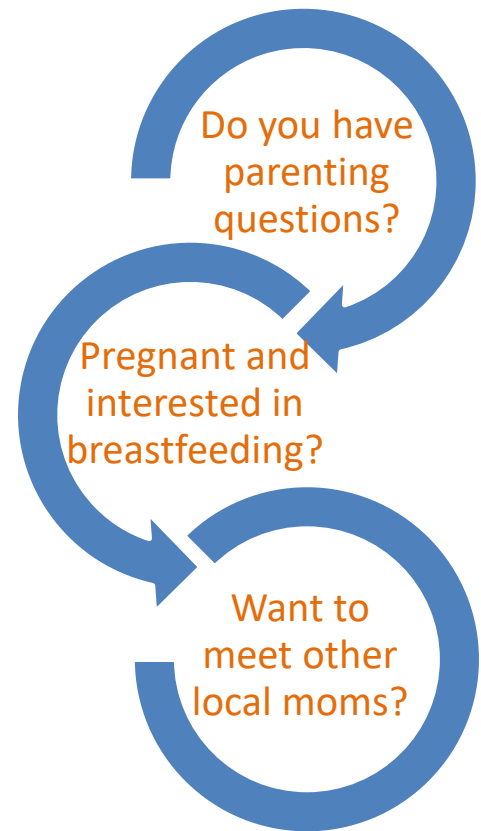 Do you have
parenting
questions?
Pregnant and
interested in
breastfeeding?
Want to
meet other
local moms?